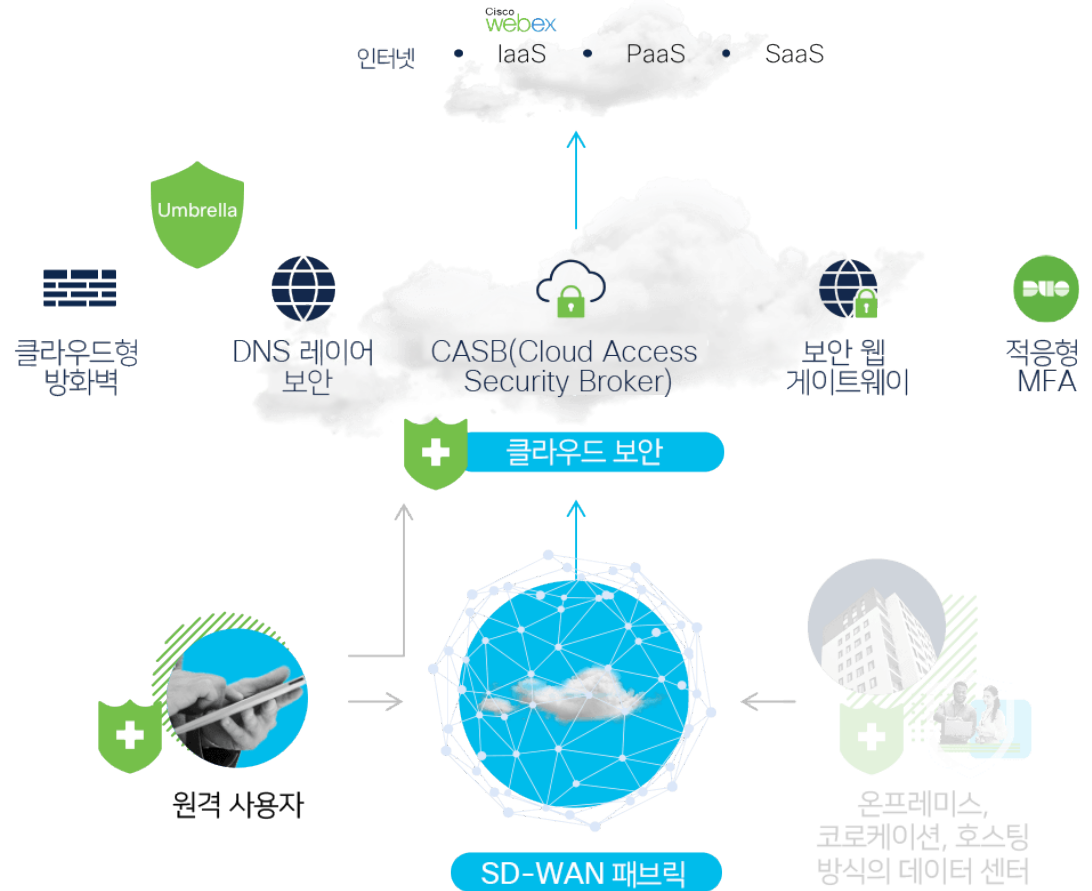 Cisco
webex
인터넷 • IaaS • PaaS • SaaS
Umbrella
클라우드형
방화벽
DNS 레이어
보안
CASB(Cloud Access
Security Broker)
보안 웹
게이트웨이
DUO
적응형
MFA
클라우드 보안
원격 사용자
SD-WAN 패브릭
온프레미스,
코로케이션, 호스팅
방식의 데이터 센터